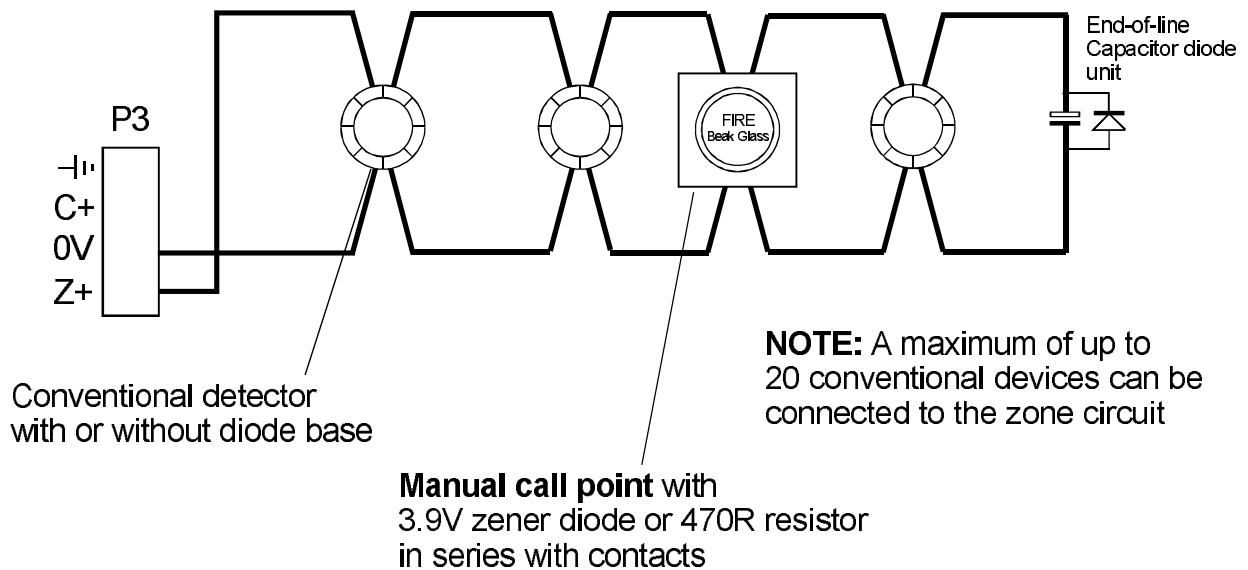 End-of-line
Capacitor diode
unit
P3
C+
0V
Z+
FIRE
Beak Glass
NOTE: A maximum of up to
20 conventional devices can be
connected to the zone circuit
Conventional detector
with or without diode base
Manual call point with
3.9V zener diode or 470R resistor
in series with contacts